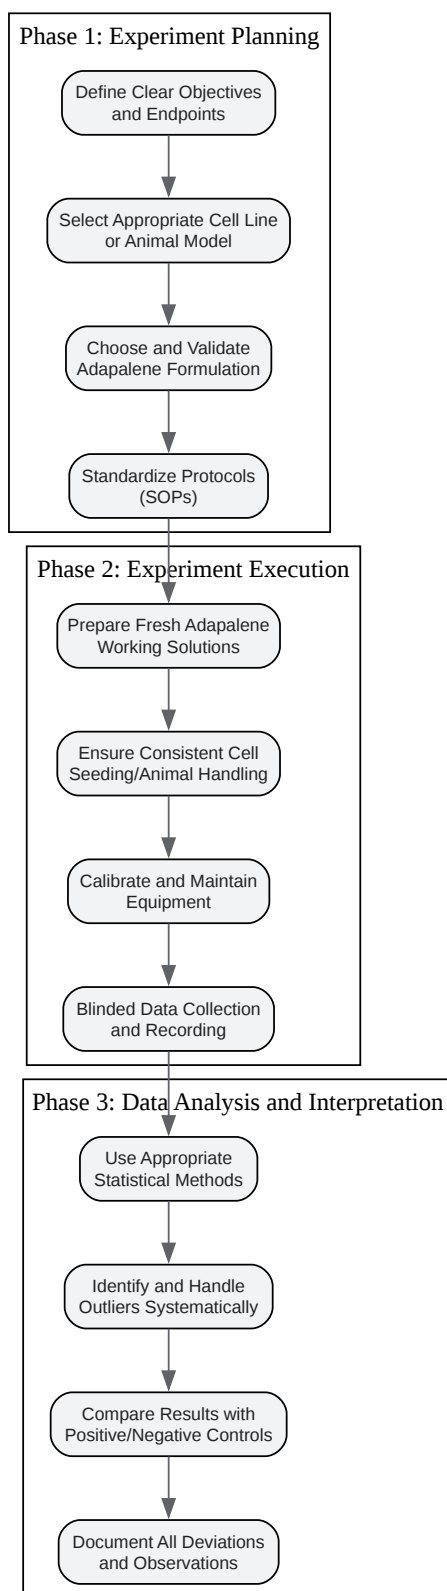 Phase 1: Experiment Planning
Define Clear Objectives
and Endpoints
Select Appropriate Cell Line
or Animal Model
Choose and Validate
Adapalene Formulation
Standardize Protocols
(SOPs)
Phase 2: Experiment Execution
Prepare Fresh Adapalene
Working Solutions
Ensure Consistent Cell
Seeding/Animal Handling
Calibrate and Maintain
Equipment
Blinded Data Collection
and Recording
Phase 3: Data Analysis and Interpretation
Use Appropriate
Statistical Methods
Identify and Handle
Outliers Systematically
Compare Results with
Positive/Negative Controls
Document All Deviations
and Observations